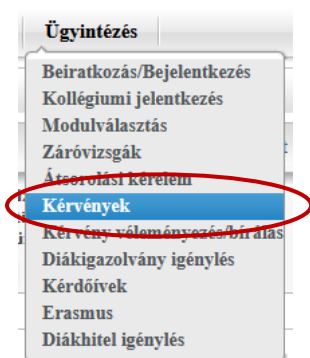 Ügyintézés
Beiratkozás/Bejelentkezés
Kollégiumi jelentkezés
Modulválasztás
Záróvizsgák
Átsorolási kérelem
Kérvények
Kérvény véleményezés/bírálás
Diákigazolvány igénylés
Kérdőívek
Erasmus
Diákhitel igénylés